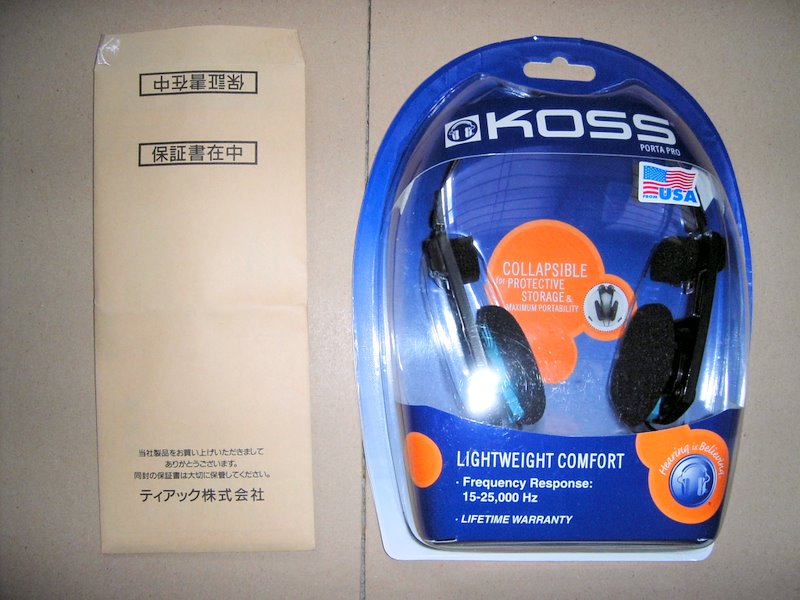 保証書在中
保証書在中
当社製品をお買い上げいただきまして
ありがとうございます。
同封の保証書は大切に保管してください。
ティアック株式会社
KOSS
PORTA PRO
FROM USA
COLLAPSIBLE
for PROTECTIVE
STORAGE &
MAXIMUM PORTABILITY
LIGHTWEIGHT COMFORT
· Frequency Response:
15-25,000 Hz
· LIFETIME WARRANTY
Hearing is Believing